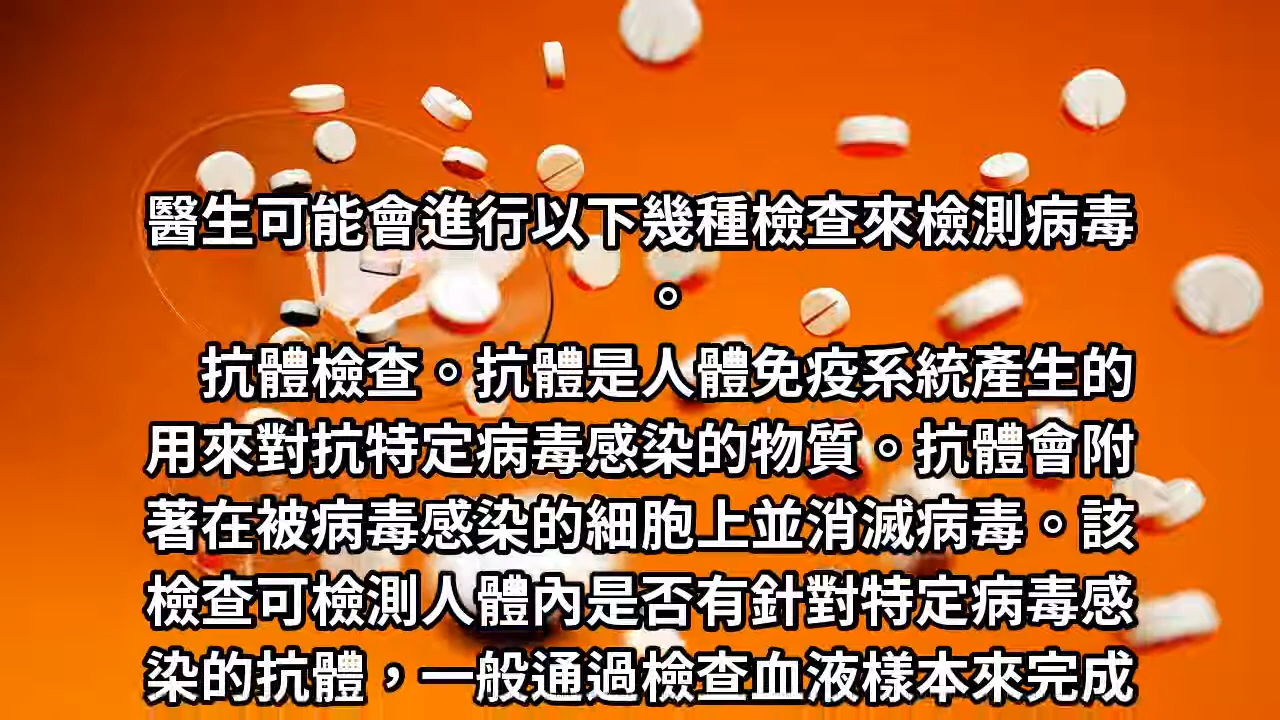 醫生可能會進行以下幾種檢查來檢測病毒
。
抗體檢查。抗體是人體免疫系統產生的
用來對抗特定病毒感染的物質。抗體會附
著在被病毒感染的細胞上並消滅病毒。該
檢查可檢測人體內是否有針對特定病毒感
染的抗體，一般通過檢查血液樣本來完成